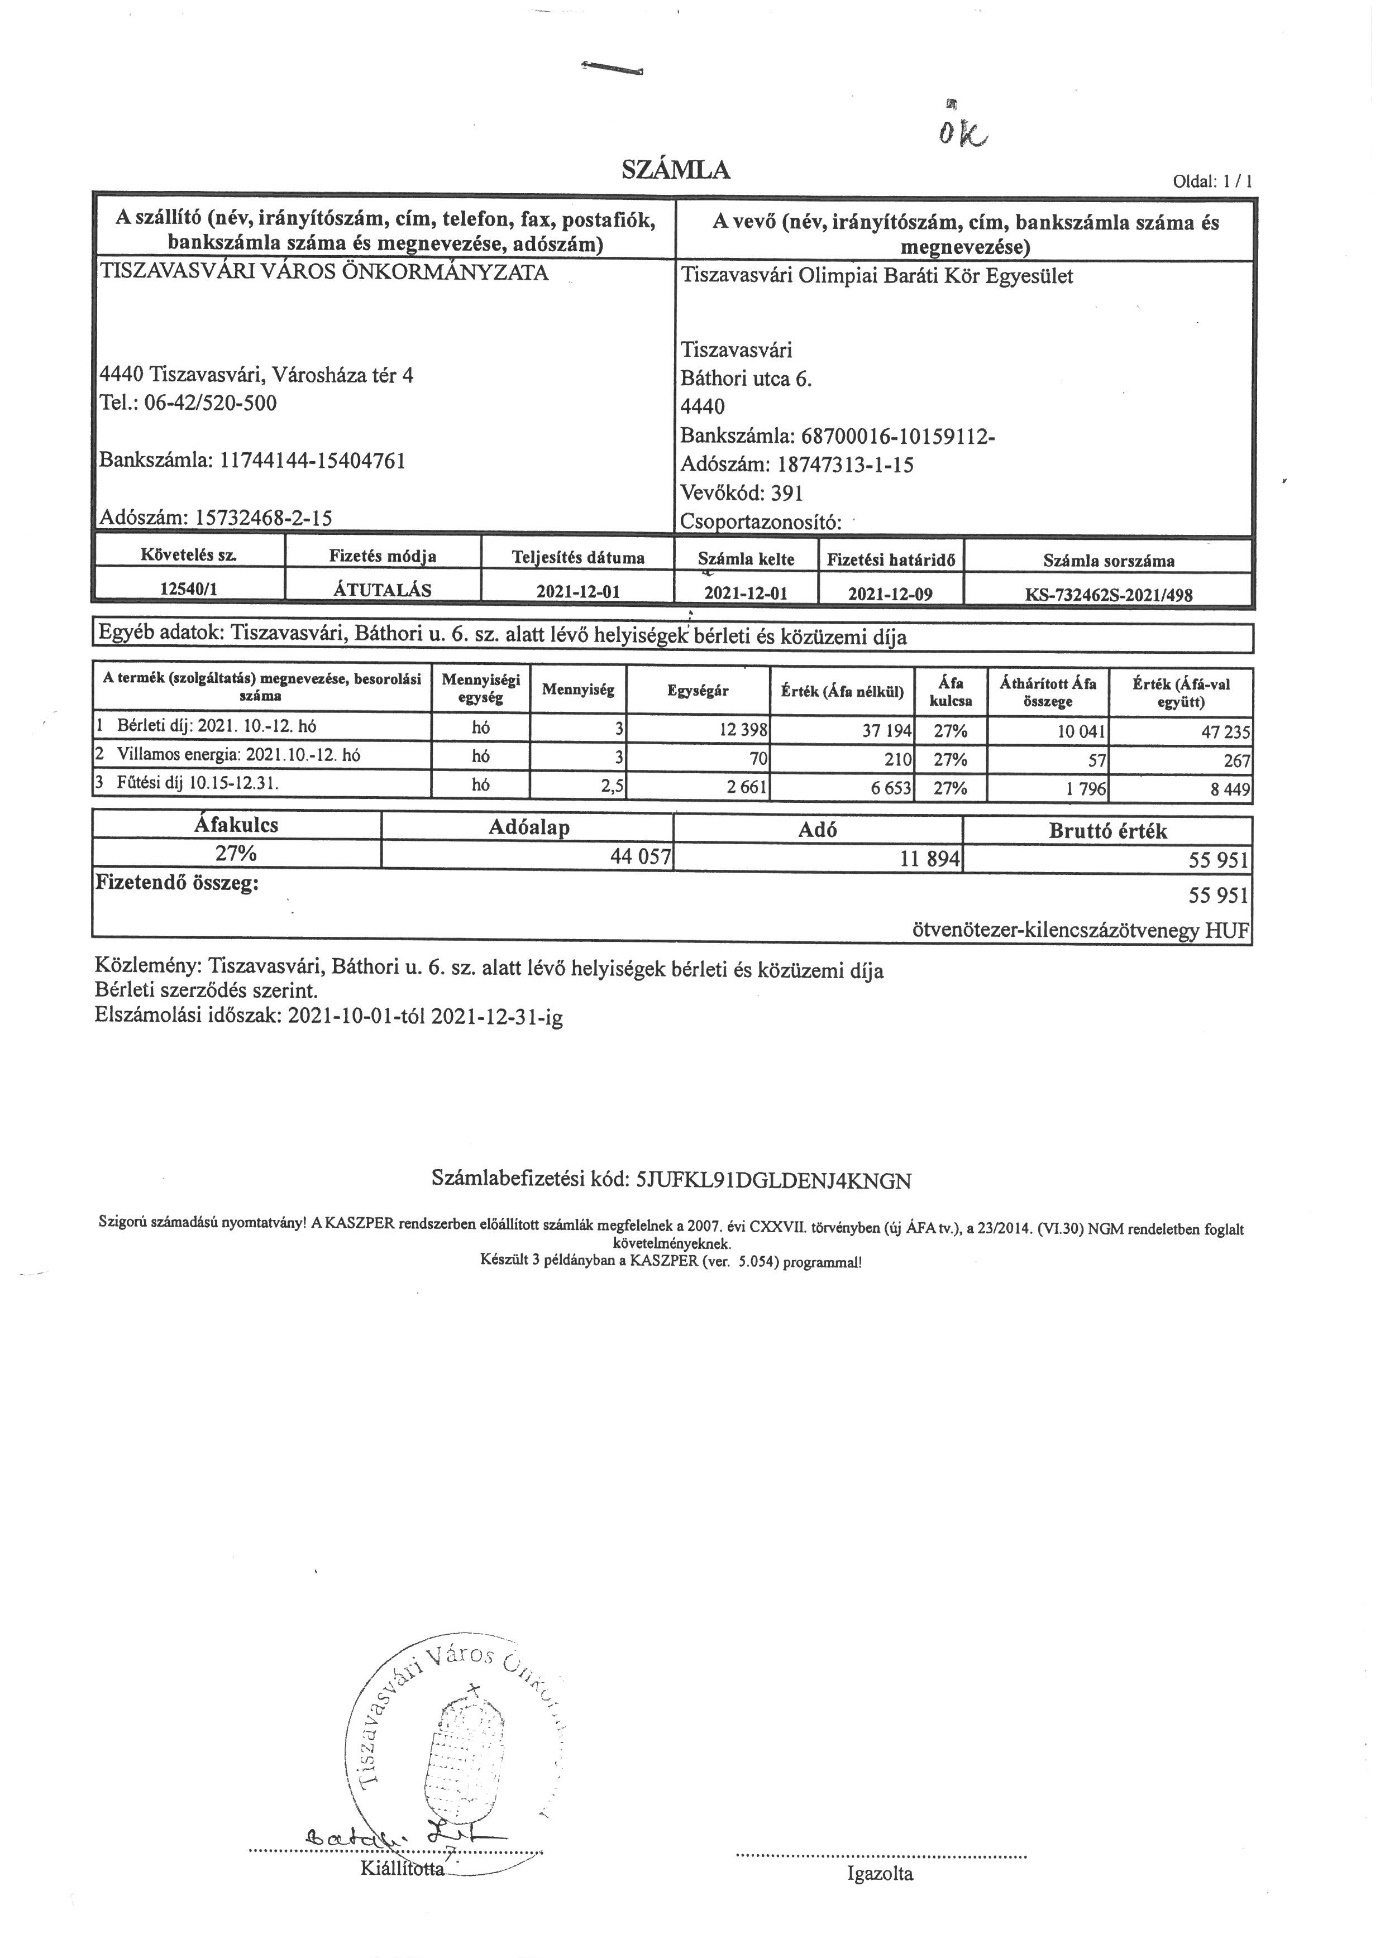 OK
SZÁMLA
Oldal: 1 / 1
A szállító (név, irányítószám, cím, telefon, fax, postafiók,
bankszámla száma és megnevezése, adószám)
A vevő (név, irányítószám, cím, bankszámla száma és
megnevezése)
TISZAVASVÁRI VÁROS ÖNKORMÁNYZATA
4440 Tiszavasvári, Városháza tér 4
Tel.: 06-42/520-500
Bankszámla: 11744144-15404761
Adószám: 15732468-2-15
Tiszavasvári Olimpiai Baráti Kör Egyesület
Tiszavasvári
Báthori utca 6.
4440
Bankszámla: 68700016-10159112-
Adószám: 18747313-1-15
Vevőkód: 391
Csoportazonosító:
Követelés sz. Fizetés módja Teljesítés dátuma Számla kelte Fizetési határidő Számla sorszáma
12540/1 ÁTUTALÁS 2021-12-01 2021-12-01 2021-12-09 KS-732462S-2021/498
Egyéb adatok: Tiszavasvári, Báthori u. 6. sz. alatt lévő helyiségek bérleti és közüzemi díja
A termék (szolgáltatás) megnevezése, besorolási száma Mennyiségi egység Mennyiség Egységár Érték (Áfa nélkül) Áfa kulcsa Áthárított Áfa összege Érték (Áfá-val együtt)
1 Bérleti díj: 2021. 10.-12. hó hó 3 12 398 37 194 27% 10 041 47 235
2 Villamos energia: 2021.10.-12. hó hó 3 70 210 27% 57 267
3 Fűtési díj 10.15-12.31. hó 2,5 2 661 6 653 27% 1 796 8 449
Áfakulcs Adóalap Adó Bruttó érték
27% 44 057 11 894 55 951
Fizetendő összeg: 55 951
ötvenötezer-kilencszázötvenegy HUF
Közlemény: Tiszavasvári, Báthori u. 6. sz. alatt lévő helyiségek bérleti és közüzemi díja
Bérleti szerződés szerint.
Elszámolási időszak: 2021-10-01-tól 2021-12-31-ig
Számlabefizetési kód: 5JUFKL91DGLDENJ4KNGN
Szigorú számadású nyomtatvány! A KASZPER rendszerben előállított számlák megfelelnek a 2007. évi CXXVII. törvényben (új ÁFA tv.), a 23/2014. (VI.30) NGM rendeletben foglalt
követelményeknek.
Készült 3 példányban a KASZPER (ver. 5.054) programmal!
Tiszavasvári Város
Kiállította
Igazolta